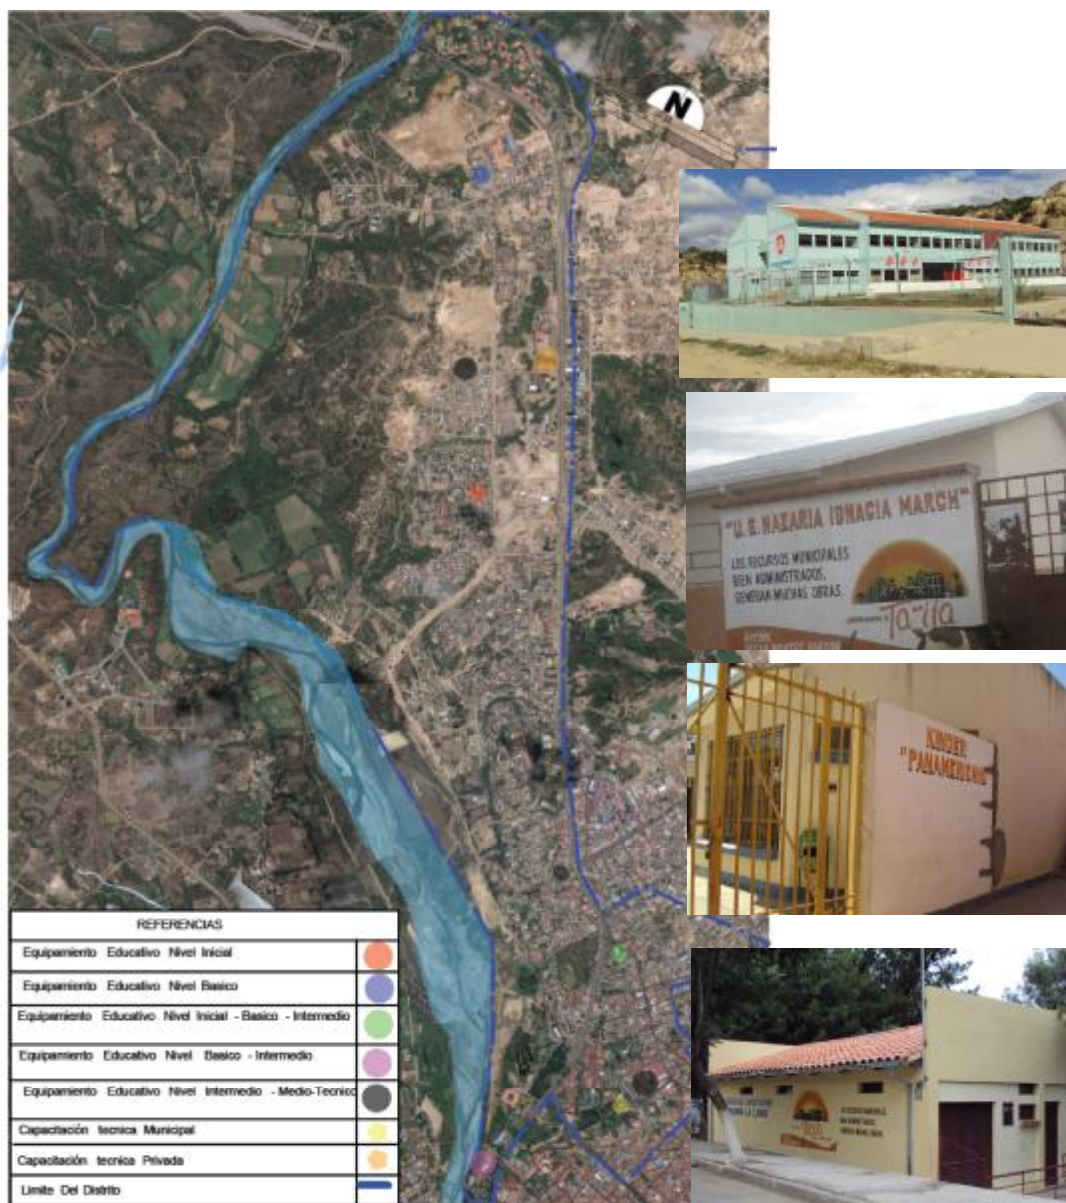 N
"U. E. NAZARIA IGNACIA MARCH"
LOS RECURSOS MUNICIPALES
BIEN ADMINISTRADOS,
GENERAN MUCHAS OBRAS.
KINDER
"PANAMERICANO"
REFERENCIAS
Equipamiento Educativo Nivel Inicial
Equipamiento Educativo Nivel Basico
Equipamiento Educativo Nivel Inicial - Basico - Intermedio
Equipamiento Educativo Nivel Basico - Intermedio
Equipamiento Educativo Nivel Intermedio - Medio-Tecnico
Capacitación tecnica Municipal
Capacitación tecnica Privada
Limite Del Distrito